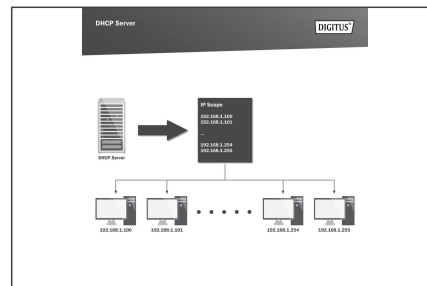 DHCP Server
DIGITUS®
IP Scope
192.168.1.100
192.168.1.101
...
192.168.1.254
192.168.1.255
DHCP Server
192.168.1.100
192.168.1.101
192.168.1.254
192.168.1.255